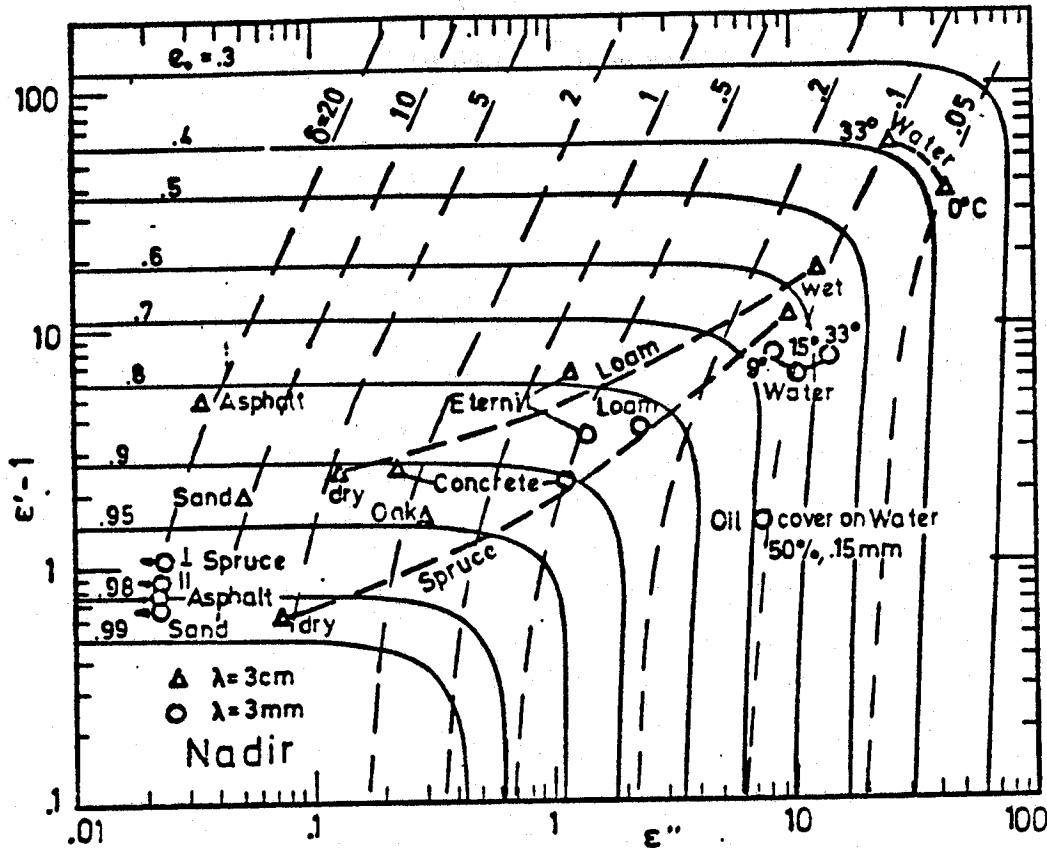 e₀ = .3
100
δ=20 10 5 2 1 .5 .2 .1 .05
33° Water
.4
0°C
.5
.6
wet
.7
10
Loam
9° 15° 33°
Water
.8
Asphalt
Eterni
Loam
ε'-1
.9
dry
Concrete
Sand
Oak
.95
Oil cover on Water
50%, .15mm
⊥ Spruce
Spruce
1
||
.98
Asphalt
Sand
dry
.99
△ λ=3cm
○ λ=3mm
Nadir
.1
.01 .1 1 10 100
ε''